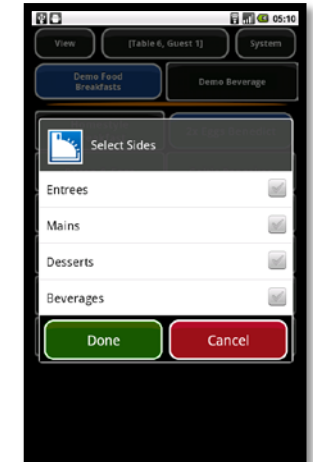 05:10
View
[Table 6, Guest 1]
System
Demo Food
Breakfasts
Demo Beverage
Select Sides
Entrees
Mains
Desserts
Beverages
Done
Cancel